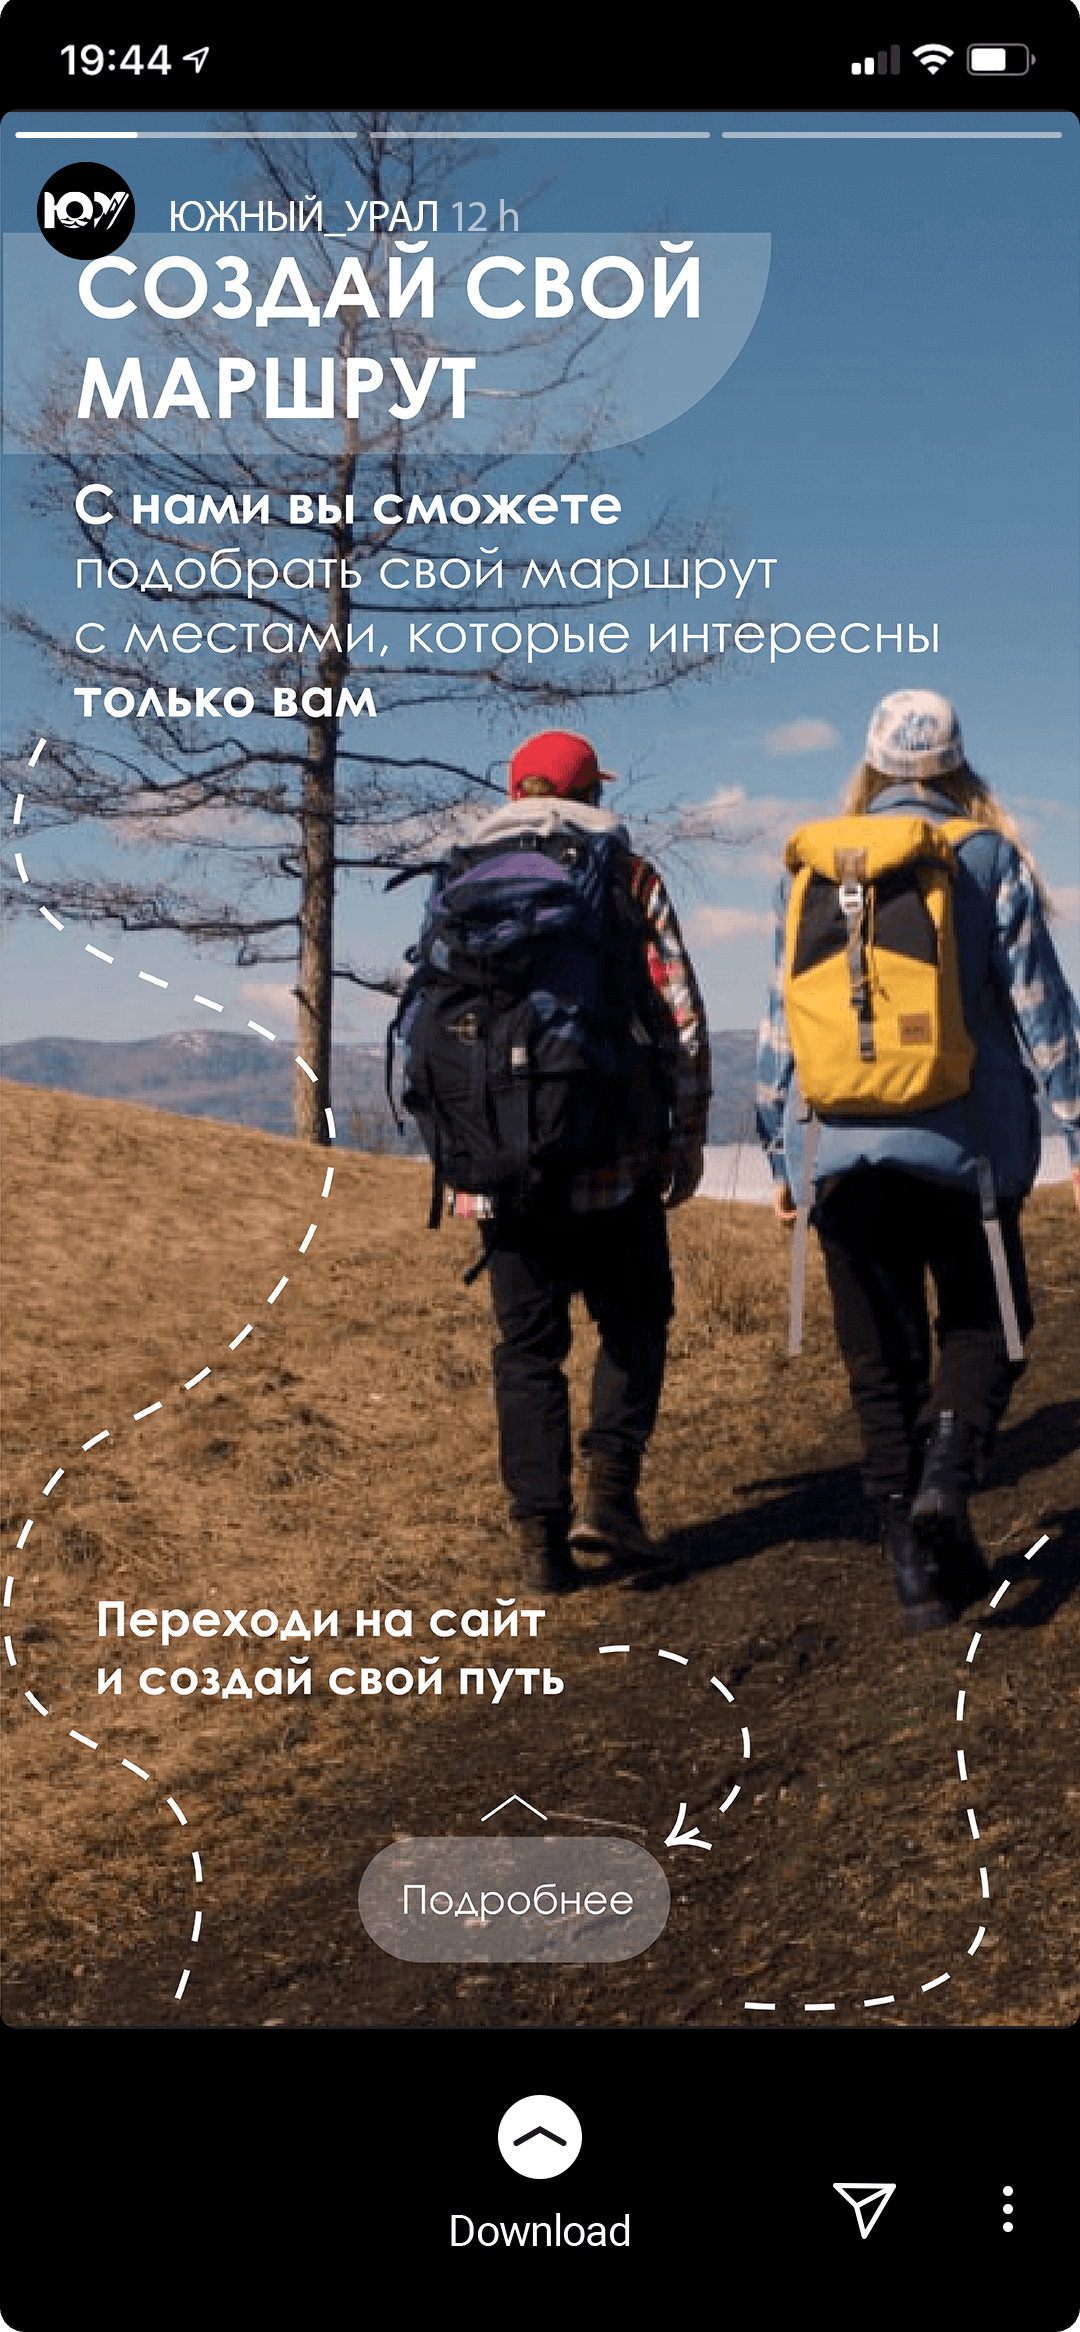 19:44
ЮУ
ЮЖНЫЙ_УРАЛ 12 h
СОЗДАЙ СВОЙ
МАРШРУТ
С нами вы сможете
подобрать свой маршрут
с местами, которые интересны
только вам
Переходи на сайт
и создай свой путь
Подробнее
Download